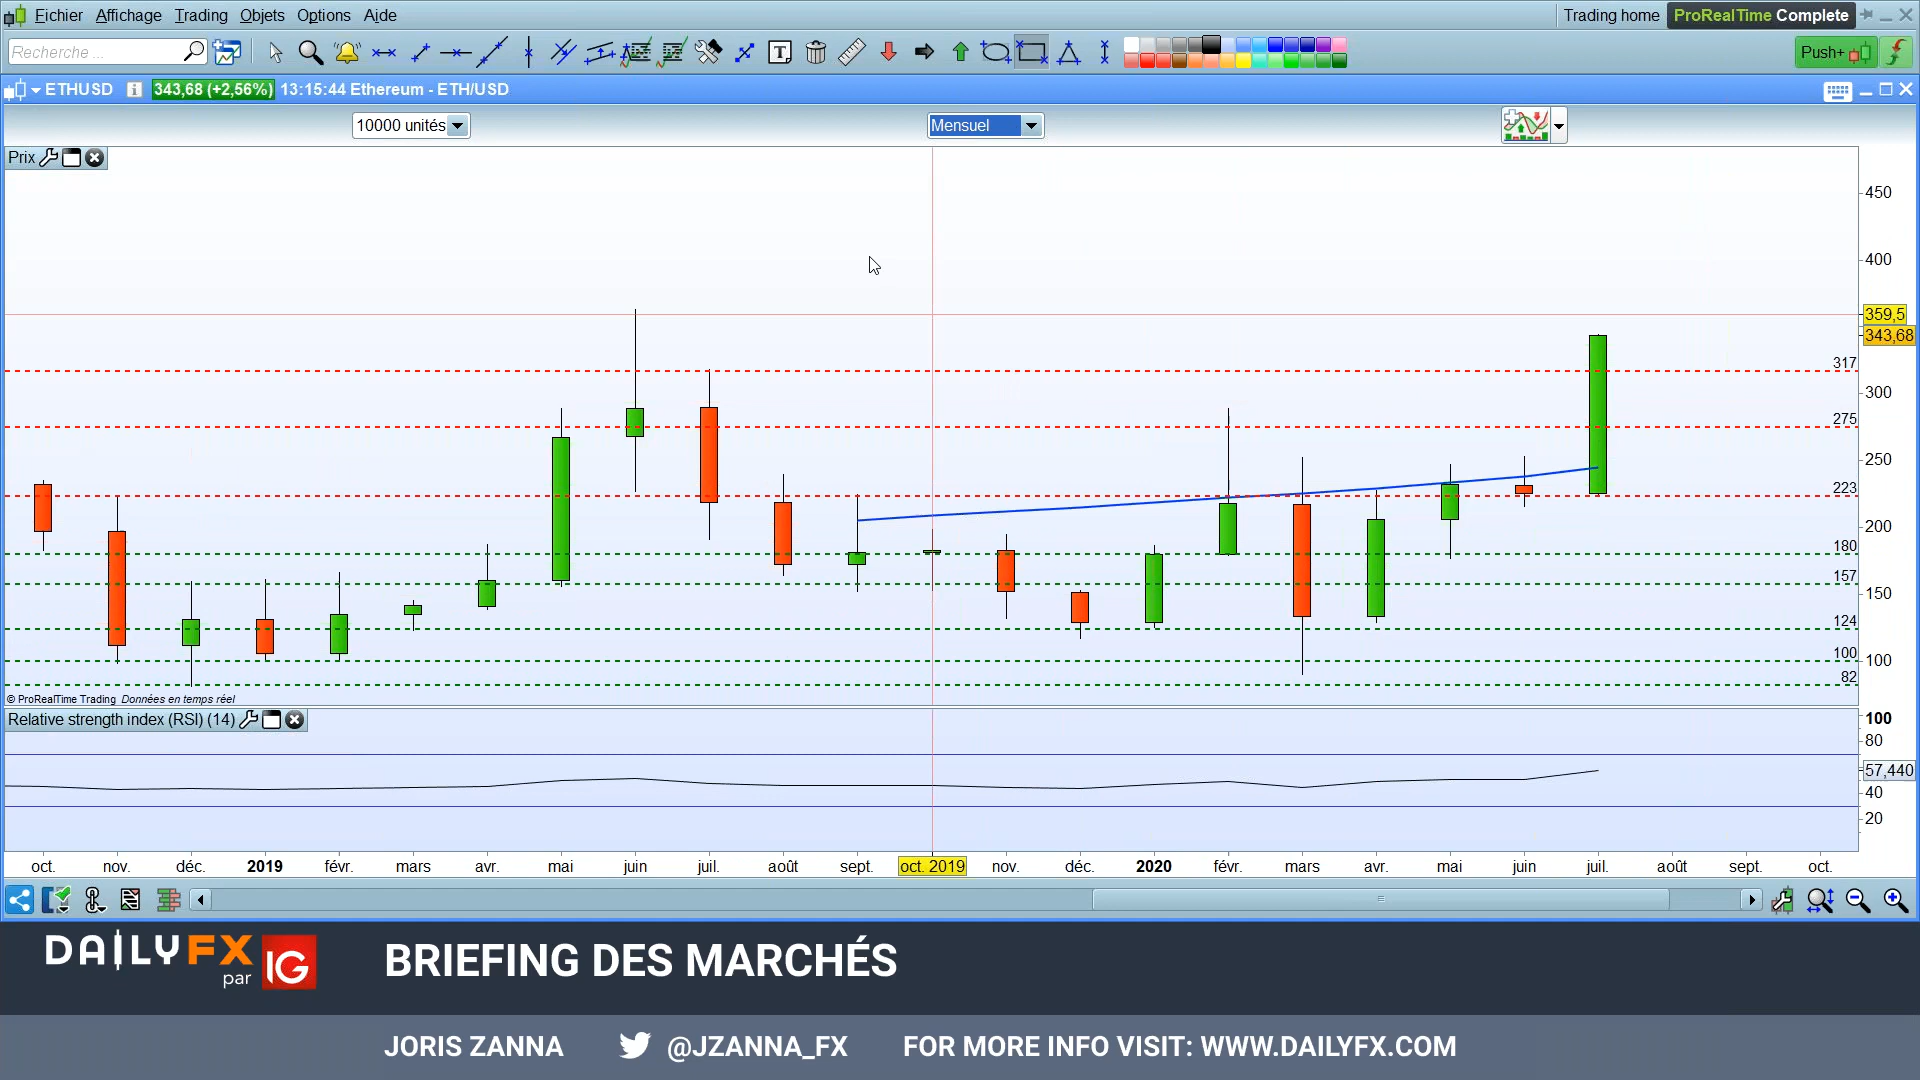 Fichier Affichage Trading Objets Options Aide Trading home ProRealTime Complete
Recherche... Push+
ETHUSD 343,68 (+2,56%) 13:15:44 Ethereum - ETH/USD
10000 unités Mensuel
Prix
450
400
359,5
343,68
317
300
275
250
223
200
180
157
150
124
100 100
82
© ProRealTime Trading Données en temps réel
Relative strength index (RSI) (14)
100
80
57,440
40
20
oct. nov. déc. 2019 févr. mars avr. mai juin juil. août sept. oct. 2019 nov. déc. 2020 févr. mars avr. mai juin juil. août sept. oct.
DAILYFX
par IG
BRIEFING DES MARCHÉS
JORIS ZANNA @JZANNA_FX FOR MORE INFO VISIT: WWW.DAILYFX.COM